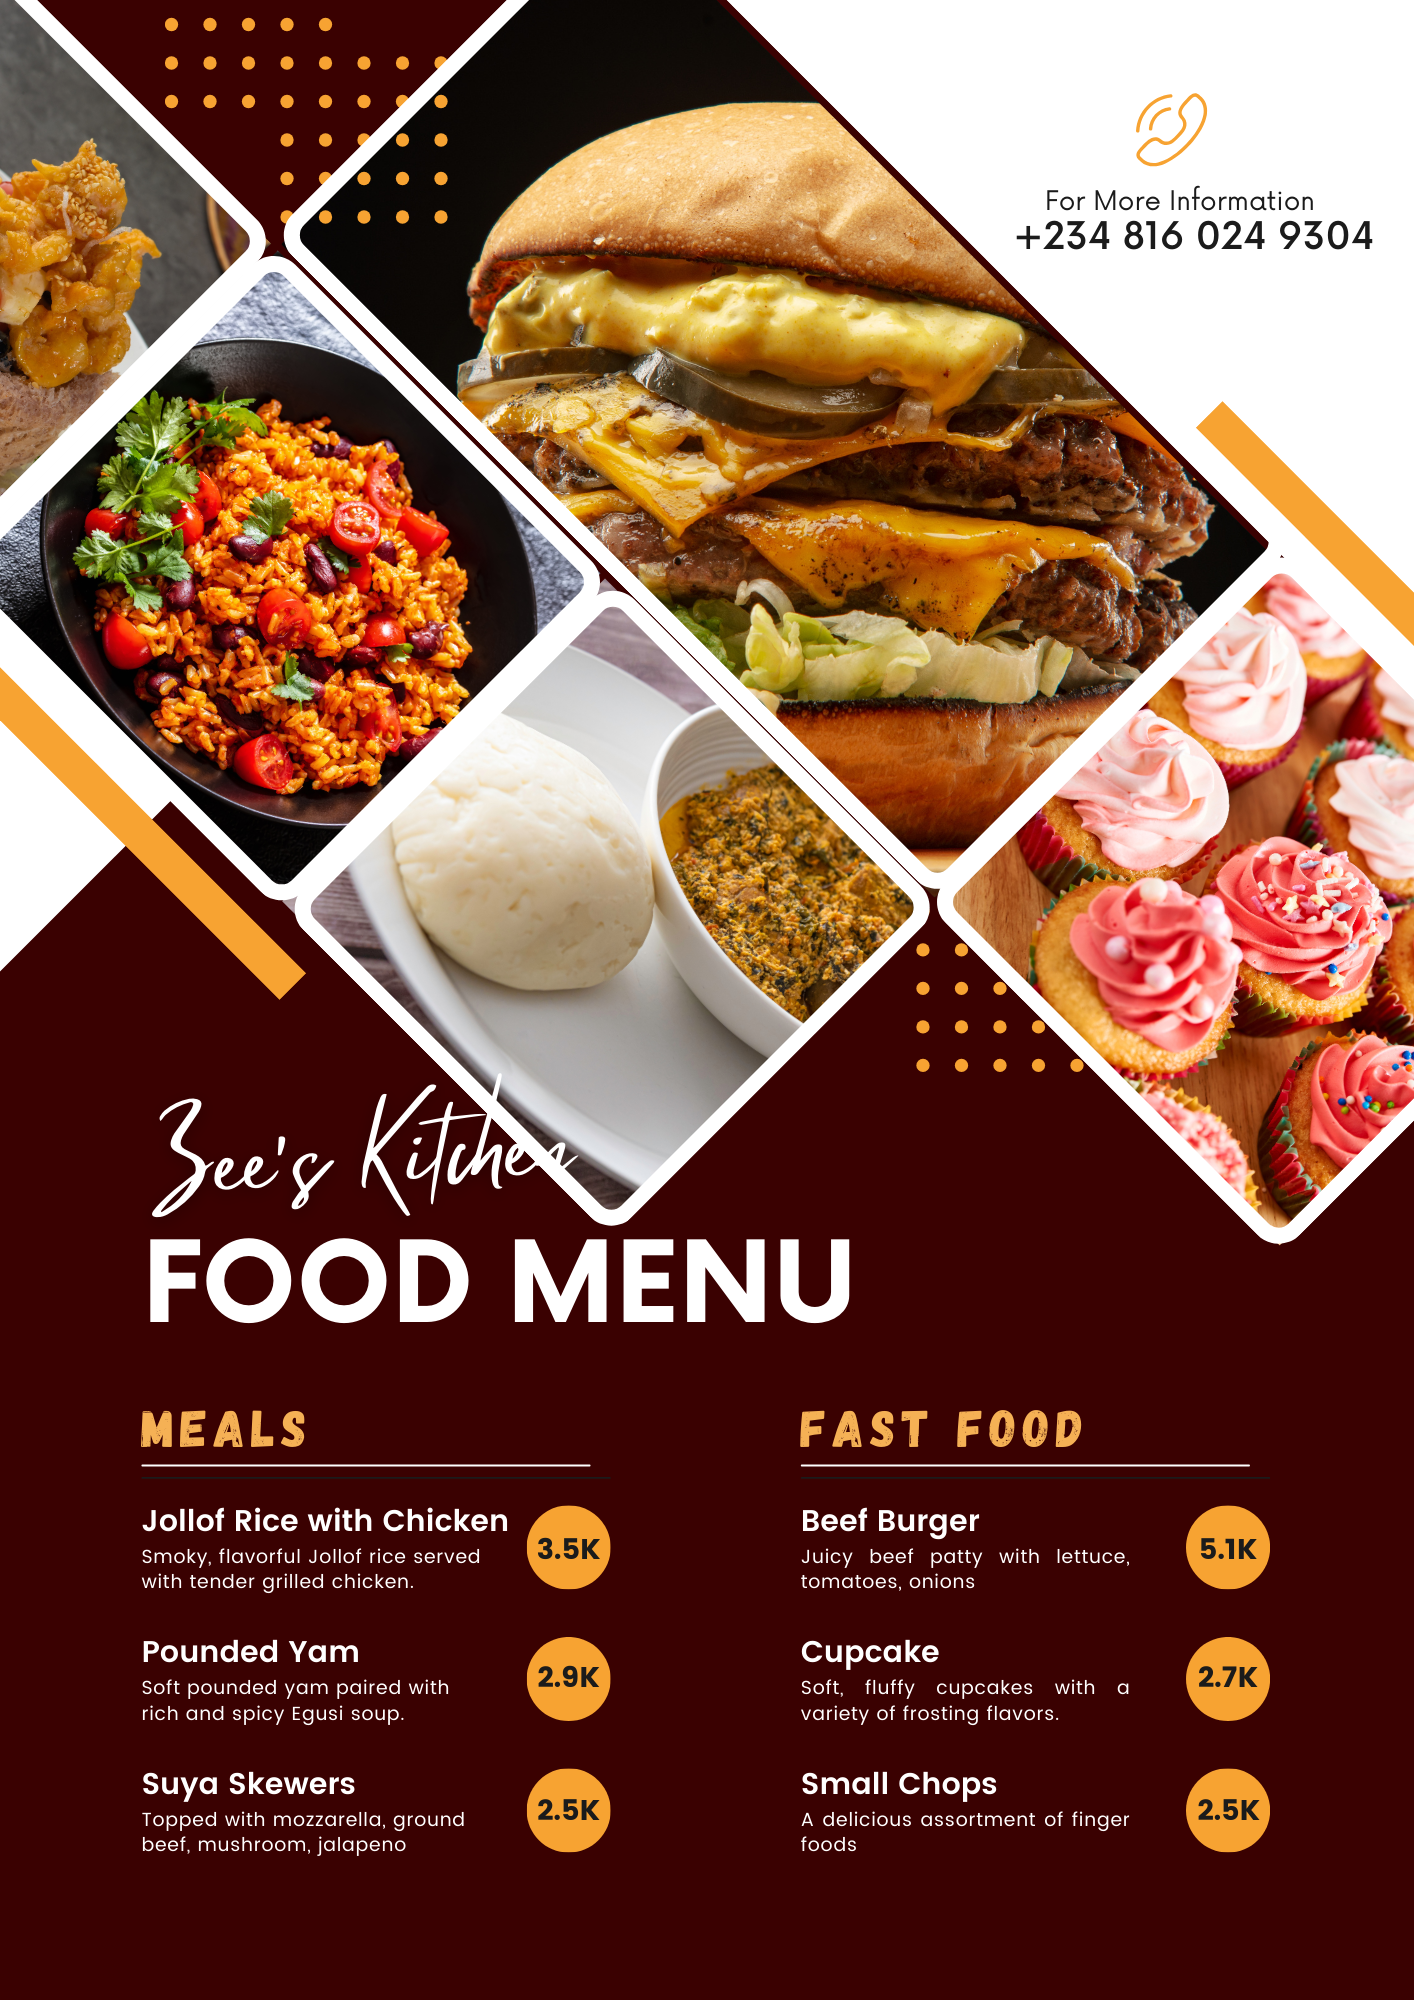 For More Information
+234 816 024 9304
Zee's Kitchen
FOOD MENU
MEALS
Jollof Rice with Chicken
Smoky, flavorful Jollof rice served
with tender grilled chicken.
3.5K
Pounded Yam
Soft pounded yam paired with
rich and spicy Egusi soup.
2.9K
Suya Skewers
Topped with mozzarella, ground
beef, mushroom, jalapeno
2.5K
FAST FOOD
Beef Burger
Juicy beef patty with lettuce,
tomatoes, onions
5.1K
Cupcake
Soft, fluffy cupcakes with a
variety of frosting flavors.
2.7K
Small Chops
A delicious assortment of finger
foods
2.5K